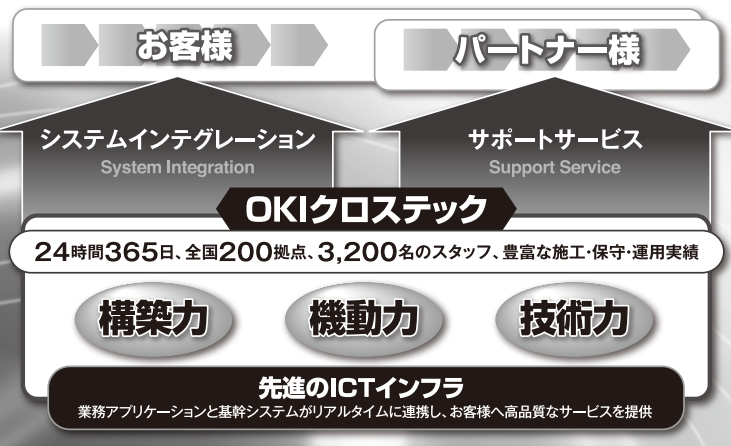 お客様
パートナー様
システムインテグレーション
System Integration
サポートサービス
Support Service
OKIクロステック
24時間365日、全国200拠点、3,200名のスタッフ、豊富な施工・保守・運用実績
構築力
機動力
技術力
先進のICTインフラ
業務アプリケーションと基幹システムがリアルタイムに連携し、お客様へ高品質なサービスを提供